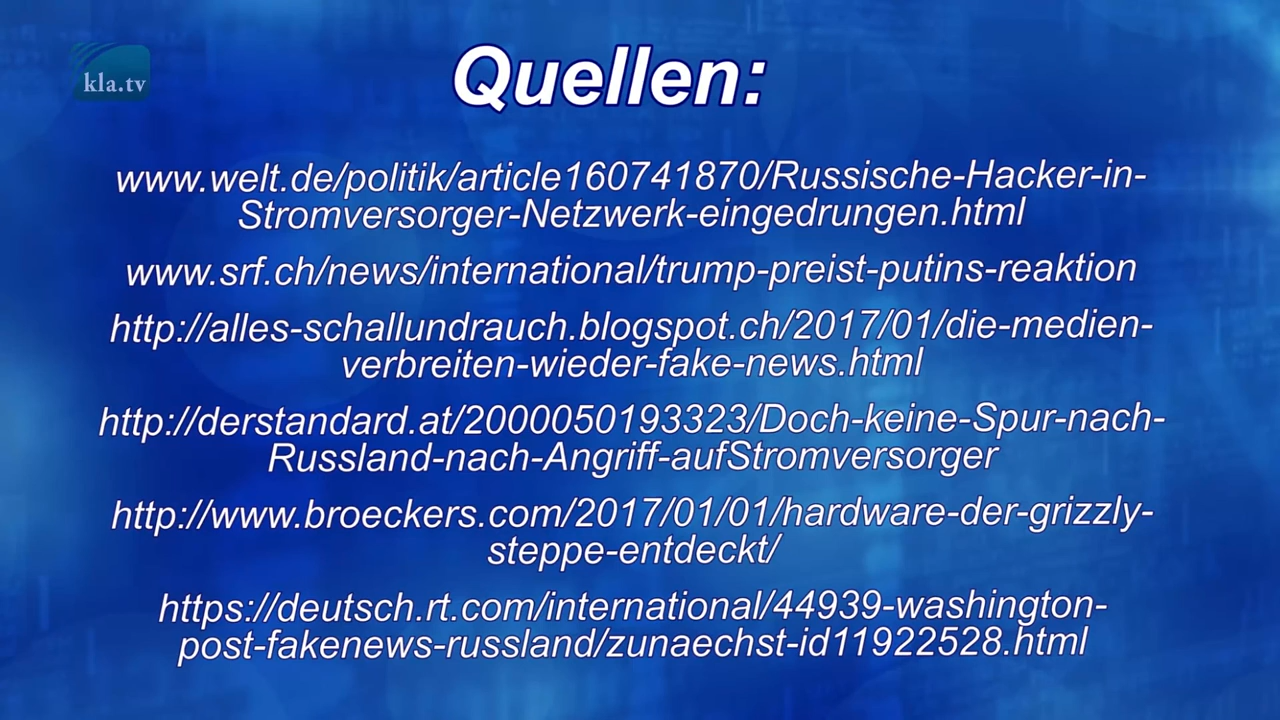 kla.tv
Quellen:
www.welt.de/politik/article160741870/Russische-Hacker-in-
Stromversorger-Netzwerk-eingedrungen.html
www.srf.ch/news/international/trump-preist-putins-reaktion
http://alles-schallundrauch.blogspot.ch/2017/01/die-medien-
verbreiten-wieder-fake-news.html
http://derstandard.at/2000050193323/Doch-keine-Spur-nach-
Russland-nach-Angriff-aufStromversorger
http://www.broeckers.com/2017/01/01/hardware-der-grizzly-
steppe-entdeckt/
https://deutsch.rt.com/international/44939-washington-
post-fakenews-russland/zunaechst-id11922528.html